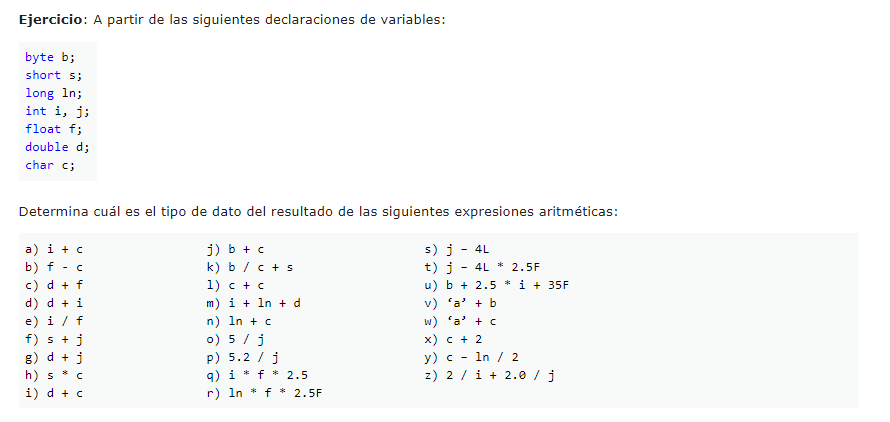 Ejercicio: A partir de las siguientes declaraciones de variables:
byte b;
short s;
long ln;
int i, j;
float f;
double d;
char c;
Determina cuál es el tipo de dato del resultado de las siguientes expresiones aritméticas:
a) i + c
b) f - c
c) d + f
d) d + i
e) i / f
f) s + j
g) d + j
h) s * c
i) d + c
j) b + c
k) b / c + s
l) c + c
m) i + ln + d
n) ln + c
o) 5 / j
p) 5.2 / j
q) i * f * 2.5
r) ln * f * 2.5F
s) j - 4L
t) j - 4L * 2.5F
u) b + 2.5 * i + 35F
v) ‘a’ + b
w) ‘a’ + c
x) c + 2
y) c - ln / 2
z) 2 / i + 2.0 / j